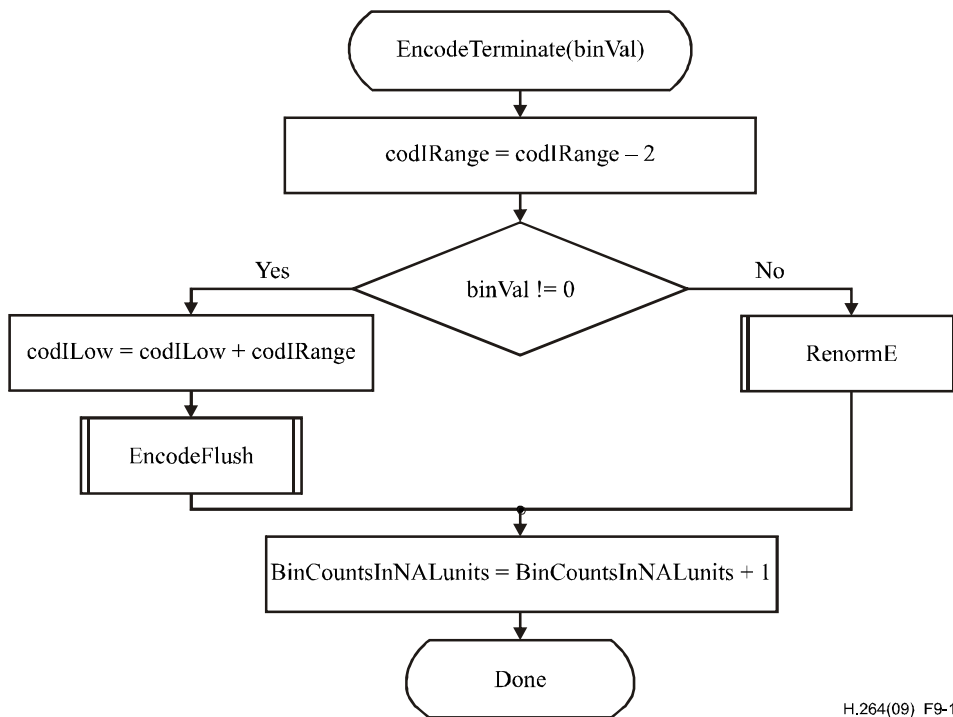 EncodeTerminate(binVal)
codIRange = codIRange – 2
Yes
binVal != 0
No
codILow = codILow + codIRange
RenormE
EncodeFlush
BinCountsInNALunits = BinCountsInNALunits + 1
Done
H.264(09)_F9-1